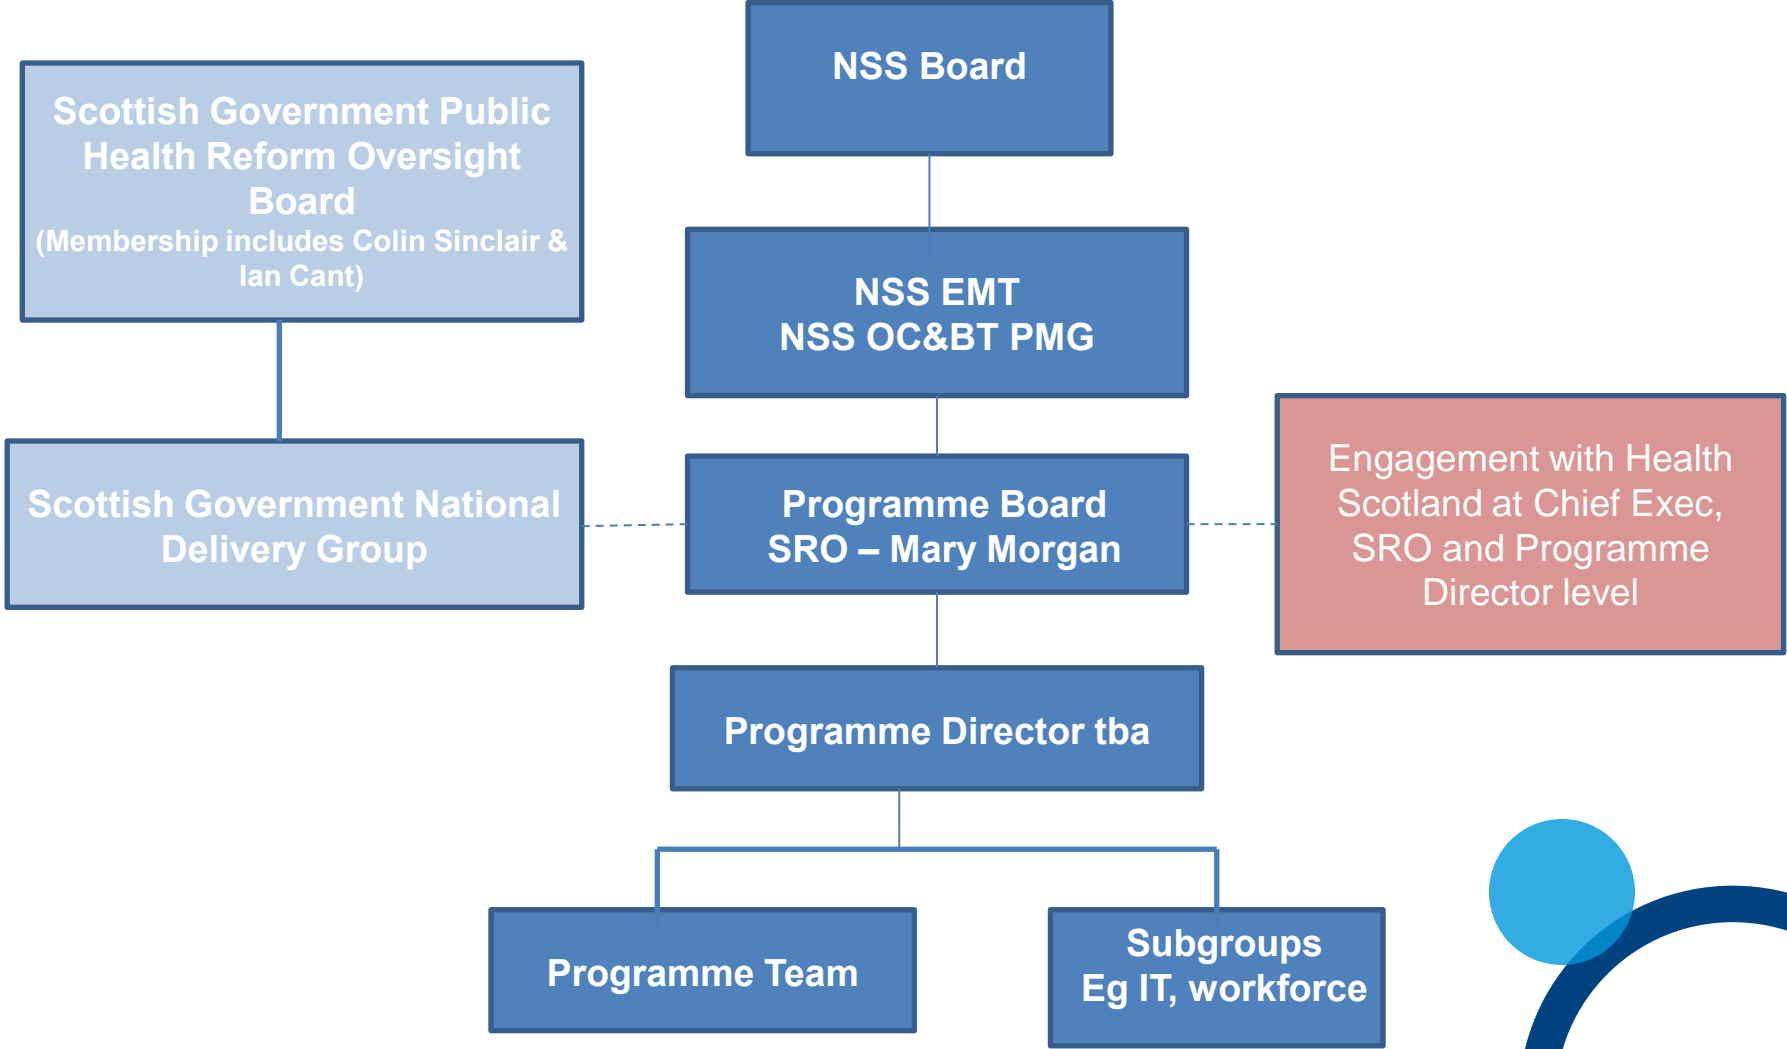 NSS Board
Scottish Government Public
Health Reform Oversight
Board
(Membership includes Colin Sinclair &
Ian Cant)
NSS EMT
NSS OC&BT PMG
Scottish Government National
Delivery Group
Programme Board
SRO – Mary Morgan
Engagement with Health
Scotland at Chief Exec,
SRO and Programme
Director level
Programme Director tba
Programme Team
Subgroups
Eg IT, workforce